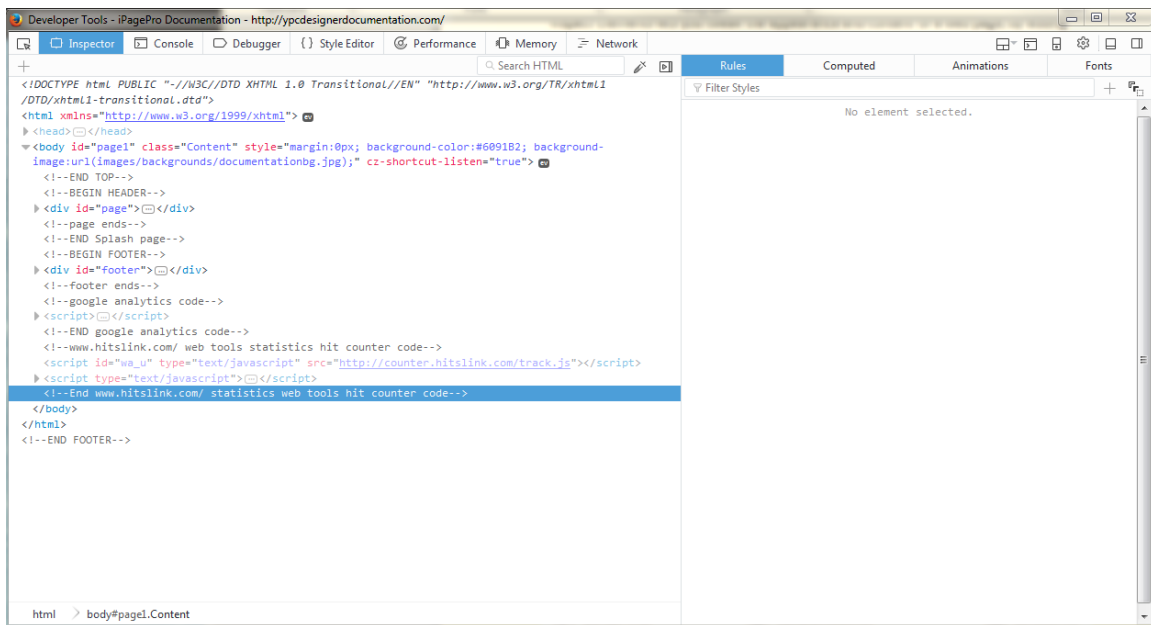 Developer Tools - iPagePro Documentation - http://ypcdesignerdocumentation.com/
Inspector Console Debugger { } Style Editor Performance Memory Network
+ Search HTML
Rules Computed Animations Fonts
Filter Styles +
No element selected.
<!DOCTYPE html PUBLIC "-//W3C//DTD XHTML 1.0 Transitional//EN" "http://www.w3.org/TR/xhtml1
/DTD/xhtml1-transitional.dtd">
<html xmlns="http://www.w3.org/1999/xhtml"> ev
<head>…</head>
<body id="page1" class="Content" style="margin:0px; background-color:#6091B2; background-
image:url(images/backgrounds/documentationbg.jpg);" cz-shortcut-listen="true"> ev
<!--END TOP-->
<!--BEGIN HEADER-->
<div id="page">…</div>
<!--page ends-->
<!--END Splash page-->
<!--BEGIN FOOTER-->
<div id="footer">…</div>
<!--footer ends-->
<!--google analytics code-->
<script>…</script>
<!--END google analytics code-->
<!--www.hitslink.com/ web tools statistics hit counter code-->
<script id="wa_u" type="text/javascript" src="http://counter.hitslink.com/track.js"></script>
<script type="text/javascript">…</script>
<!--End www.hitslink.com/ statistics web tools hit counter code-->
</body>
</html>
<!--END FOOTER-->
html body#page1.Content